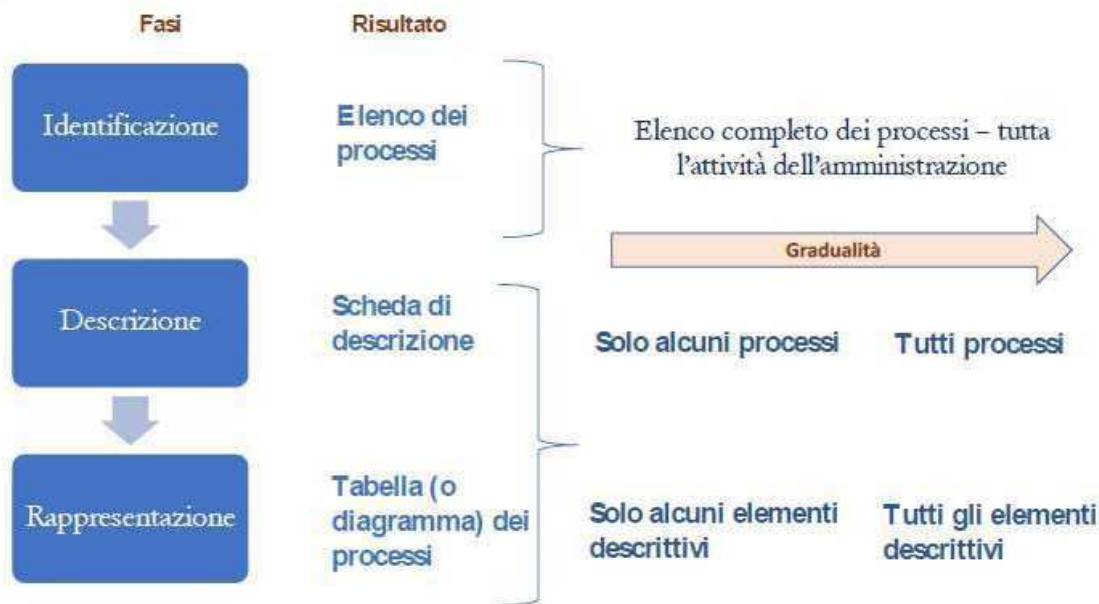 Fasi
Risultato
Identificazione
Elenco dei
processi
Elenco completo dei processi – tutta
l’attività dell’amministrazione
Gradualità
Descrizione
Scheda di
descrizione
Solo alcuni processi
Tutti processi
Rappresentazione
Tabella (o
diagramma) dei
processi
Solo alcuni elementi
descrittivi
Tutti gli elementi
descrittivi